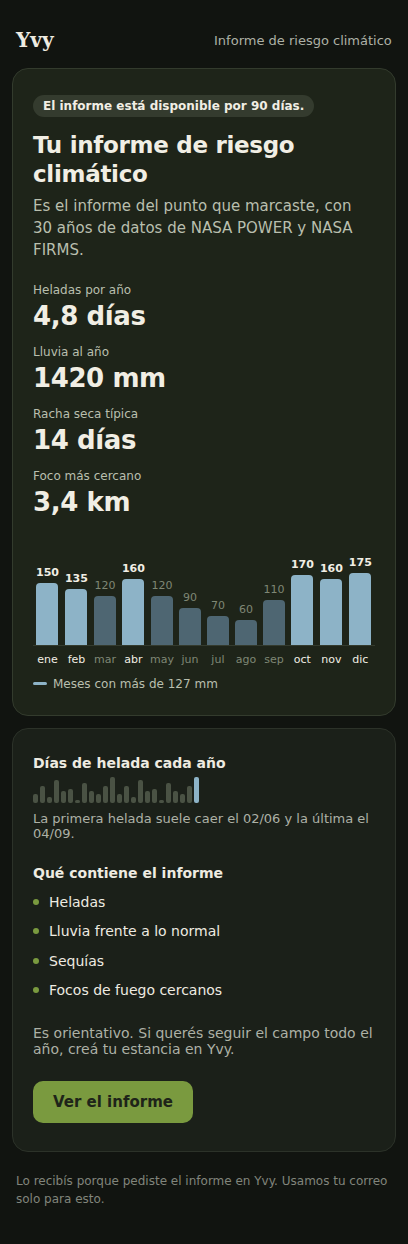 Yvy
Informe de riesgo climático
El informe está disponible por 90 días.
Tu informe de riesgo
climático
Es el informe del punto que marcaste, con
30 años de datos de NASA POWER y NASA
FIRMS.
Heladas por año
4,8 días
Lluvia al año
1420 mm
Racha seca típica
14 días
Foco más cercano
3,4 km
150 135 120 160 120 90 70 60 110 170 160 175
ene feb mar abr may jun jul ago sep oct nov dic
Meses con más de 127 mm
Días de helada cada año
La primera helada suele caer el 02/06 y la última el
04/09.
Qué contiene el informe
Heladas
Lluvia frente a lo normal
Sequías
Focos de fuego cercanos
Es orientativo. Si querés seguir el campo todo el
año, creá tu estancia en Yvy.
Ver el informe
Lo recibís porque pediste el informe en Yvy. Usamos tu correo
solo para esto.